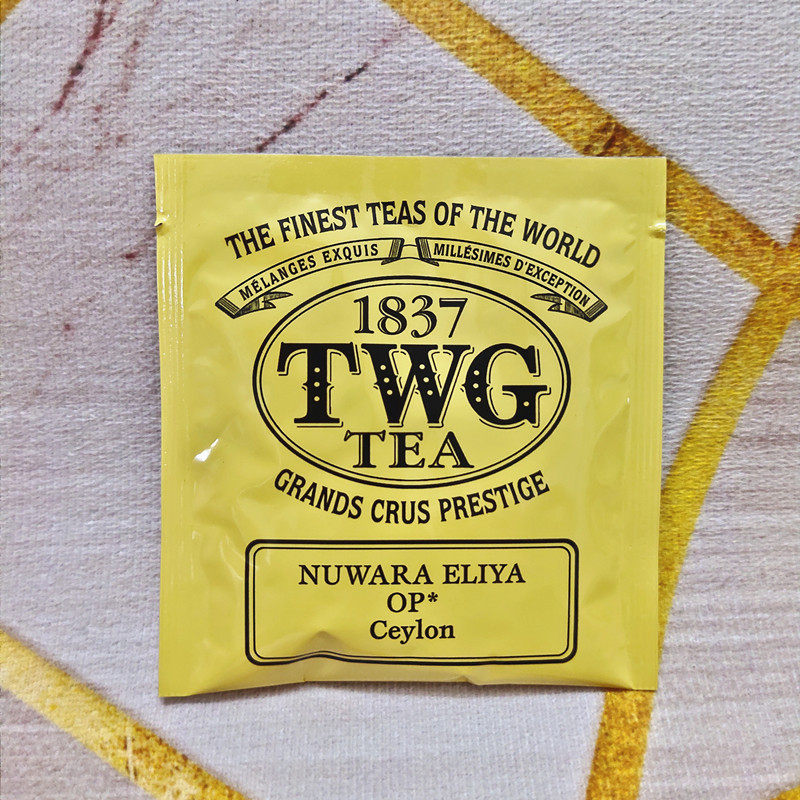 THE FINEST TEAS OF THE WORLD
MÉLANGES EXQUIS MILLÉSIMES D'EXCEPTION
1837
TWG
TEA
GRANDS CRUS PRESTIGE
NUWARA ELIYA
OP*
Ceylon